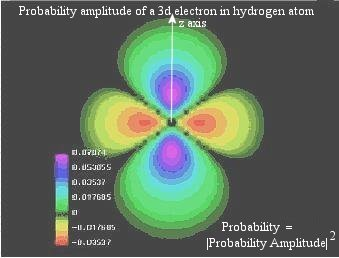 Probability amplitude of a 3d electron in hydrogen atom
z axis
0.07074
0.053055
0.03537
0.017685
0
-0.017685
-0.03537
Probability =
|Probability Amplitude|²